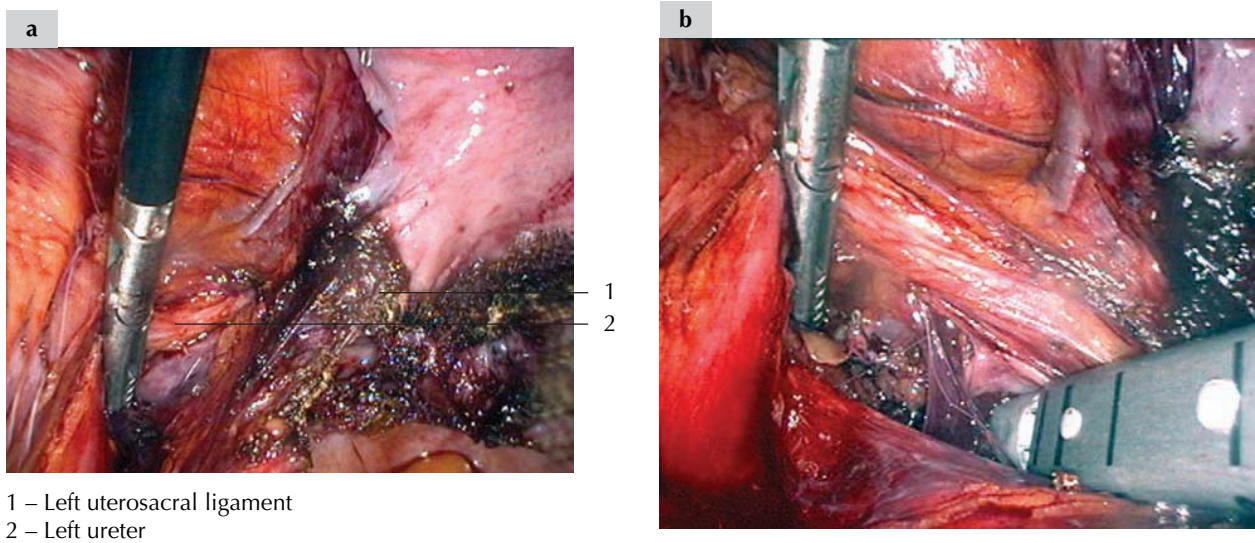 a
b
1
2
1 – Left uterosacral ligament
2 – Left ureter